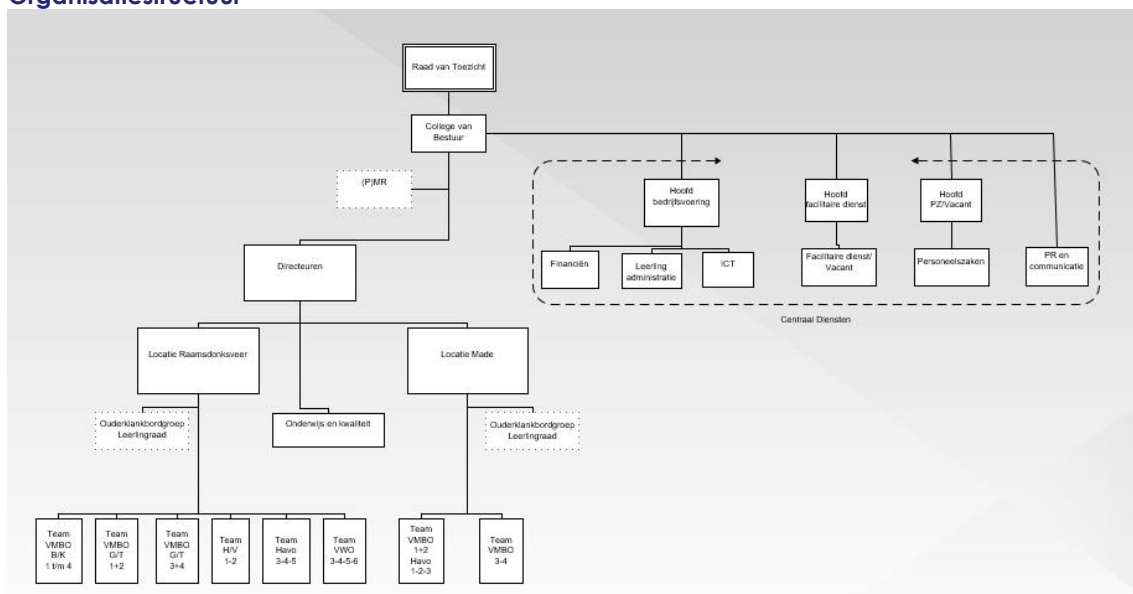 Organisatiestructuur
Raad van Toezicht
College van
Bestuur
(P)MR
Hoofd
bedrijfsvoering
Hoofd
facilitaire dienst
Hoofd
PZ/Vacant
Financiën
Leerling
administratie
ICT
Facilitaire dienst/
Vacant
Personeelszaken
PR en
communicatie
Centraal Diensten
Directeuren
Locatie Raamsdonksveer
Locatie Made
Ouderklankbordgroep
Leerlingraad
Onderwijs en kwaliteit
Ouderklankbordgroep
Leerlingraad
Team
VMBO
B/K
1 t/m 4
Team
VMBO
G/T
1+2
Team
VMBO
G/T
3+4
Team
H/V
1-2
Team
Havo
3-4-5
Team
VWO
3-4-5-6
Team
VMBO
1+2
Havo
1-2-3
Team
VMBO
3-4